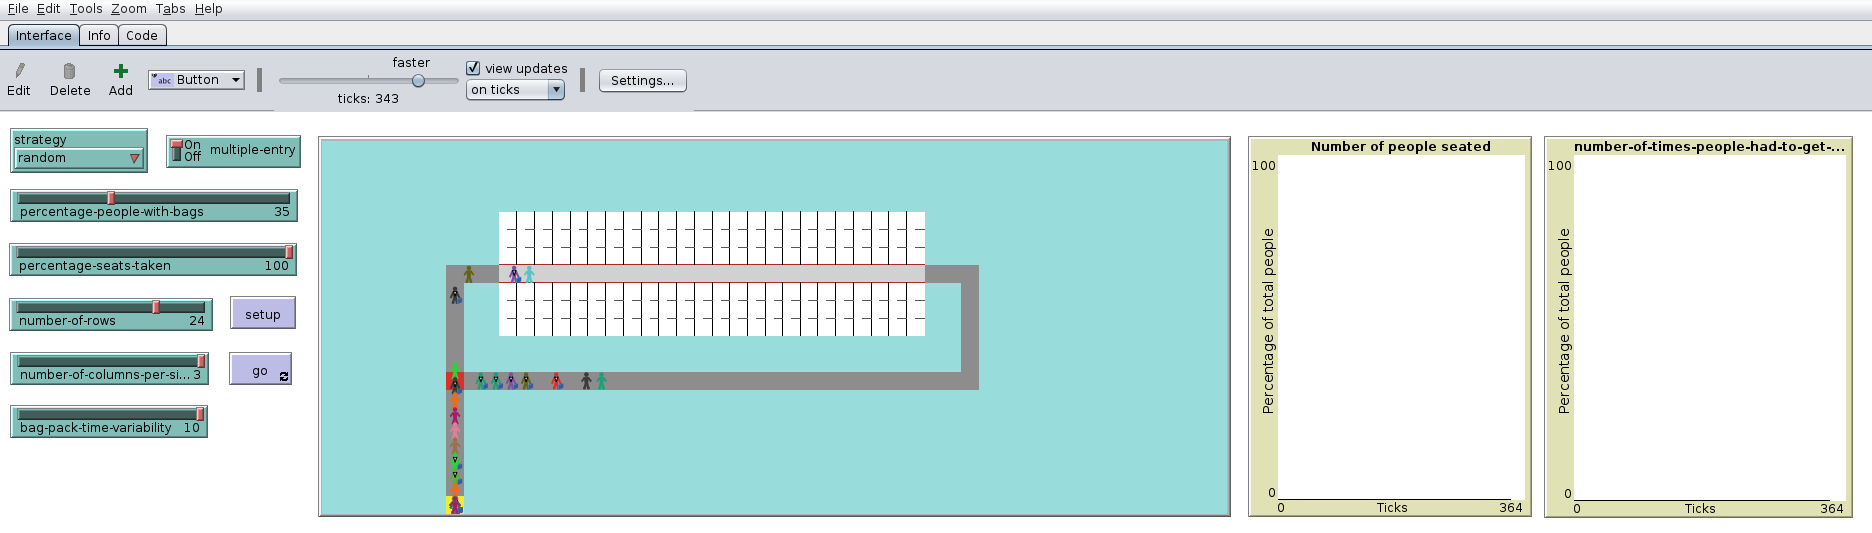 File Edit Tools Zoom Tabs Help
Interface Info Code
Edit Delete Add abc Button faster ticks: 343 view updates on ticks Settings...
strategy
random
On
Off
multiple-entry
percentage-people-with-bags 35
percentage-seats-taken 100
number-of-rows 24
setup
number-of-columns-per-si... 3
go
bag-pack-time-variability 10
Number of people seated
100
Percentage of total people
0
0 Ticks 364
number-of-times-people-had-to-get-...
100
Percentage of total people
0
0 Ticks 364